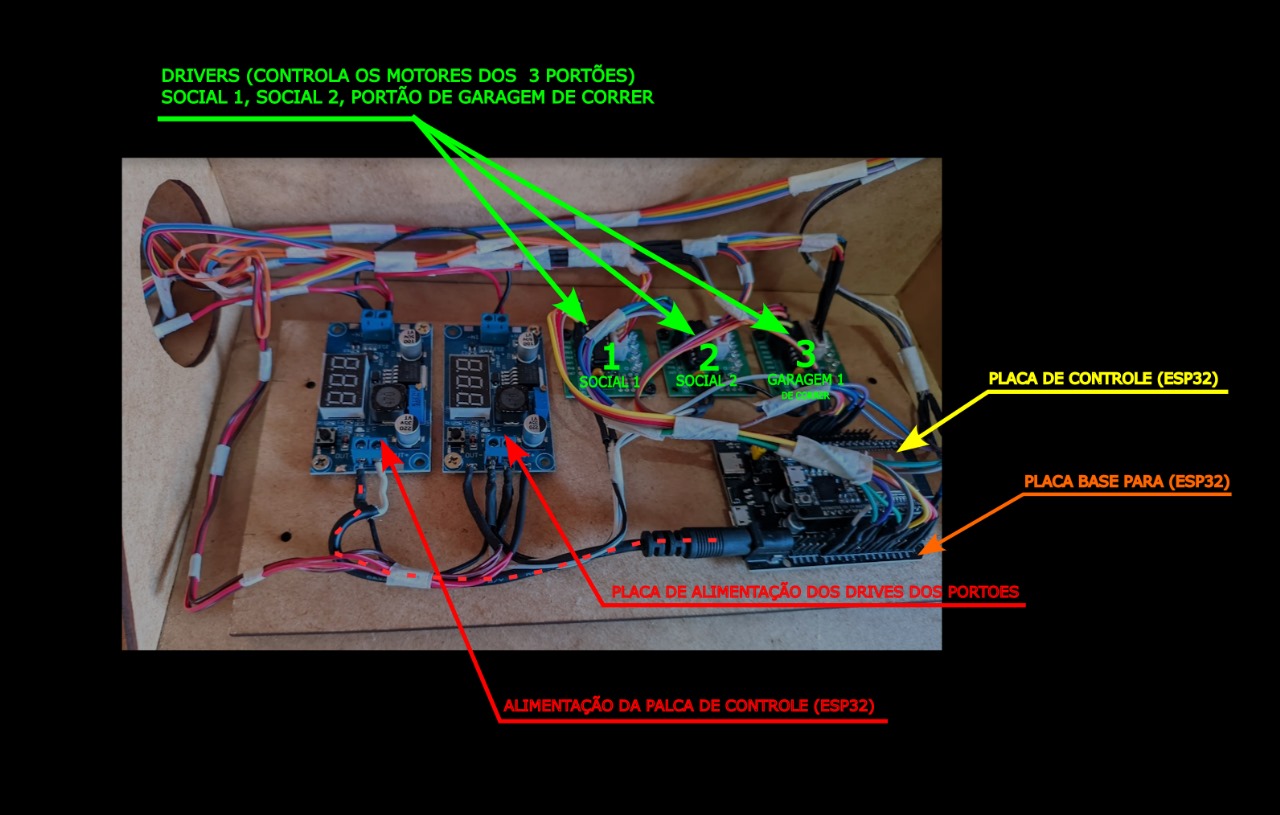 DRIVERS (CONTROLA OS MOTORES DOS 3 PORTÕES)
SOCIAL 1, SOCIAL 2, PORTÃO DE GARAGEM DE CORRER
1
SOCIAL 1
2
SOCIAL 2
3
GARAGEM 1
DE CORRER
PLACA DE CONTROLE (ESP32)
PLACA BASE PARA (ESP32)
PLACA DE ALIMENTAÇÃO DOS DRIVES DOS PORTOES
ALIMENTAÇÃO DA PALCA DE CONTROLE (ESP32)